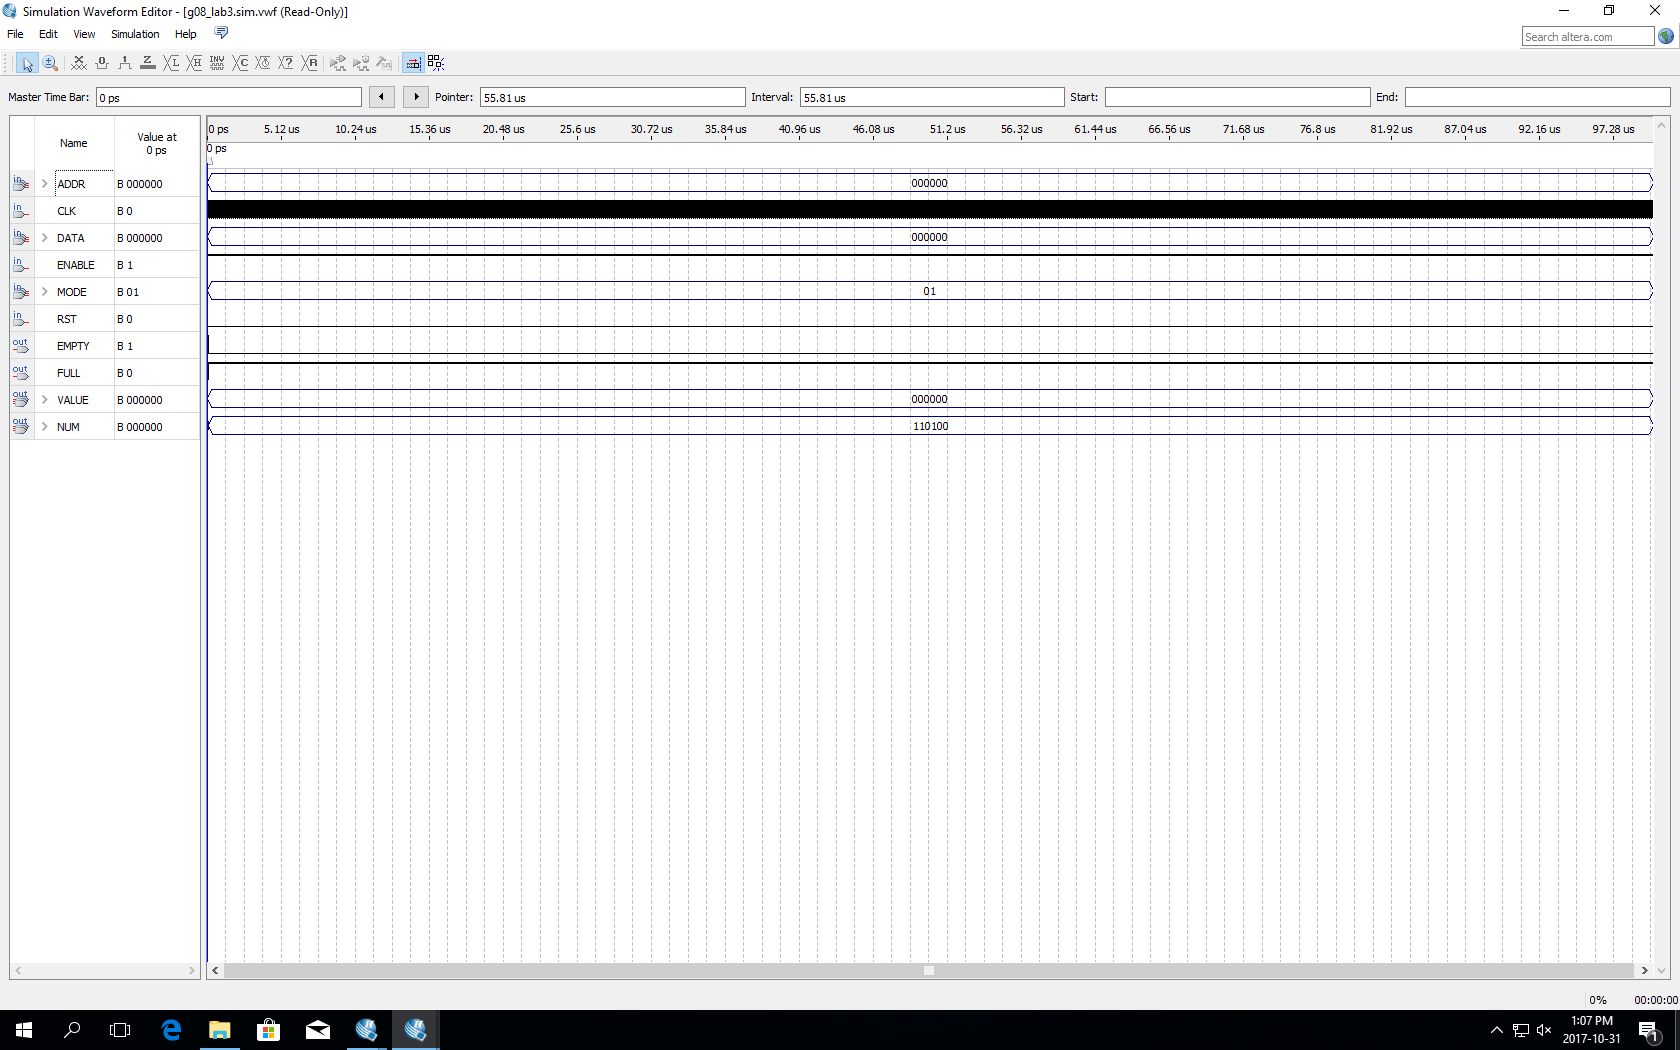 Simulation Waveform Editor - [g08_lab3.sim.vwf (Read-Only)]
File Edit View Simulation Help
Search altera.com
Master Time Bar: 0 ps Pointer: 55.81 us Interval: 55.81 us Start: End:
Name Value at 0 ps
0 ps 5.12 us 10.24 us 15.36 us 20.48 us 25.6 us 30.72 us 35.84 us 40.96 us 46.08 us 51.2 us 56.32 us 61.44 us 66.56 us 71.68 us 76.8 us 81.92 us 87.04 us 92.16 us 97.28 us
0 ps
in ADDR B 000000 000000
in CLK B 0
in DATA B 000000 000000
in ENABLE B 1
in MODE B 01 01
in RST B 0
out EMPTY B 1
out FULL B 0
out VALUE B 000000 000000
out NUM B 000000 110100
0% 00:00:00
1:07 PM
2017-10-31
1